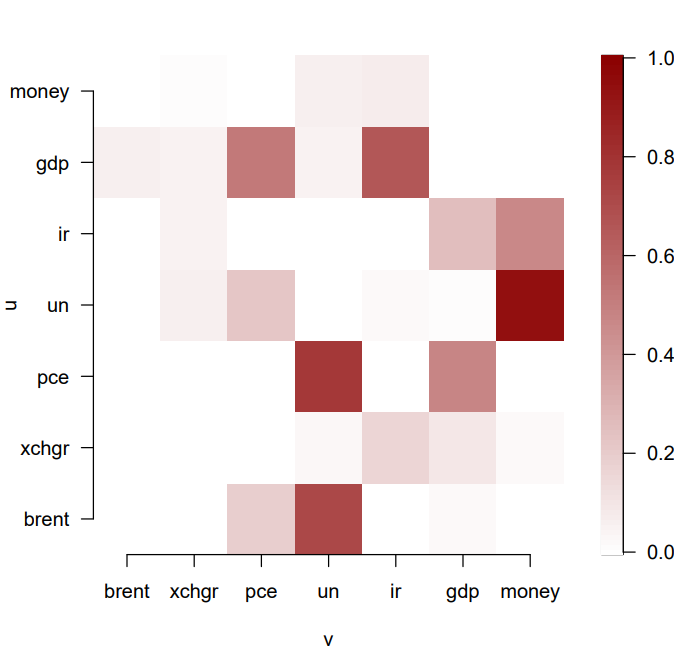 money
gdp
ir
un
pce
xchgr
brent
u
brent xchgr pce un ir gdp money
v
1.0
0.8
0.6
0.4
0.2
0.0